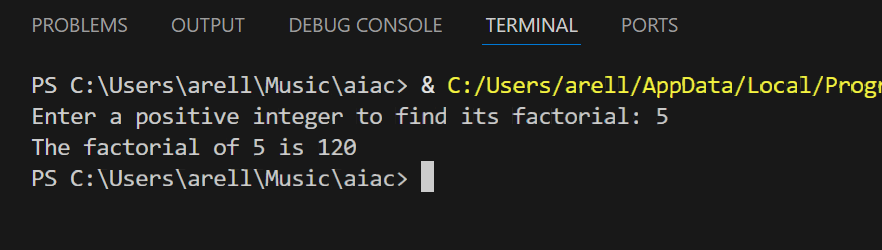 PROBLEMS OUTPUT DEBUG CONSOLE TERMINAL PORTS
PS C:\Users\arell\Music\aiac> & C:/Users/arell/AppData/Local/Progr
Enter a positive integer to find its factorial: 5
The factorial of 5 is 120
PS C:\Users\arell\Music\aiac>